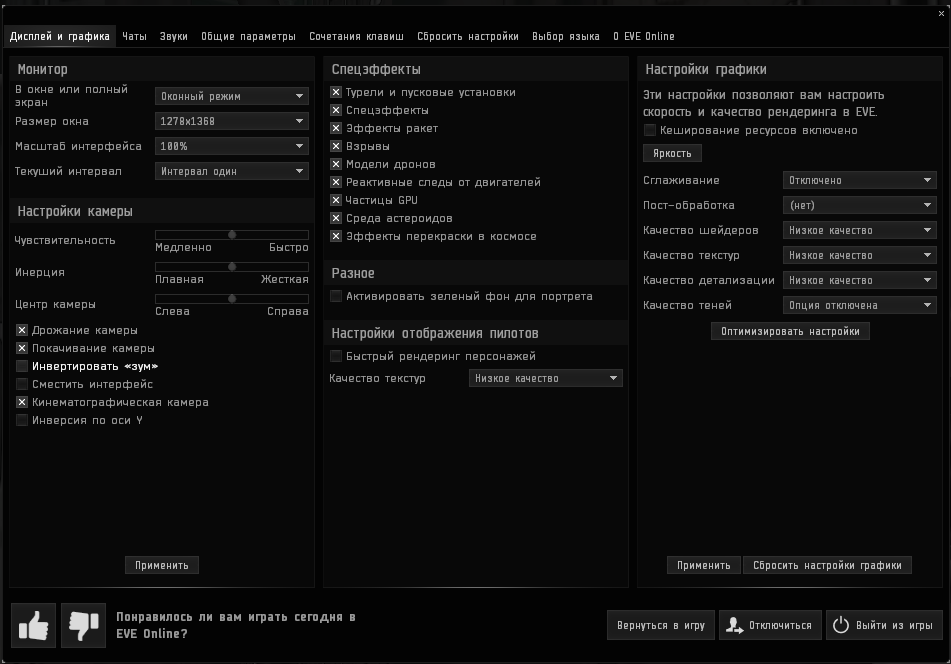 Дисплей и графика Чаты Звуки Общие параметры Сочетания клавиш Сбросить настройки Выбор языка О EVE Online
Монитор
В окне или полный
экран
Оконный режим
Размер окна
1278x1368
Масштаб интерфейса
100%
Текущий интервал
Интервал один
Настройки камеры
Чувствительность
Медленно Быстро
Инерция
Плавная Жесткая
Центр камеры
Слева Справа
Дрожание камеры
Покачивание камеры
Инвертировать «зум»
Сместить интерфейс
Кинематографическая камера
Инверсия по оси Y
Применить
Спецэффекты
Турели и пусковые установки
Спецэффекты
Эффекты ракет
Взрывы
Модели дронов
Реактивные следы от двигателей
Частицы GPU
Среда астероидов
Эффекты перекраски в космосе
Разное
Активировать зеленый фон для портрета
Настройки отображения пилотов
Быстрый рендеринг персонажей
Качество текстур
Низкое качество
Настройки графики
Эти настройки позволяют вам настроить
скорость и качество рендеринга в EVE.
Кеширование ресурсов включено
Яркость
Сглаживание
Отключено
Пост-обработка
(нет)
Качество шейдеров
Низкое качество
Качество текстур
Низкое качество
Качество детализации
Низкое качество
Качество теней
Опция отключена
Оптимизировать настройки
Применить
Сбросить настройки графики
Понравилось ли вам играть сегодня в
EVE Online?
Вернуться в игру
Отключиться
Выйти из игры